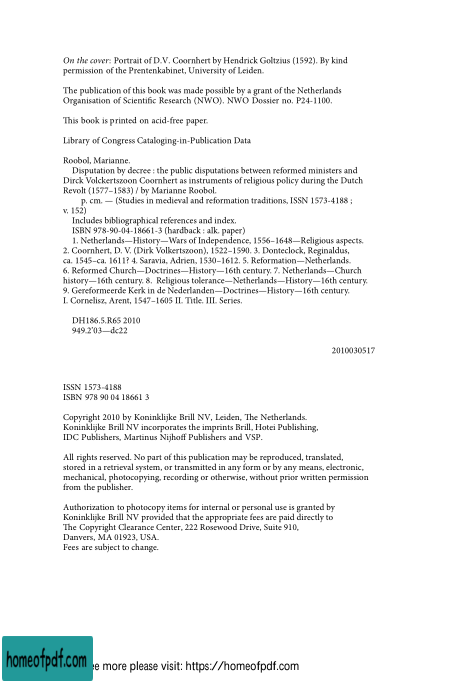 On the cover: Portrait of D.V. Coornhert by Hendrick Goltzius (1592). By kind
permission of the Prentenkabinet, University of Leiden.
The publication of this book was made possible by a grant of the Netherlands
Organisation of Scientific Research (NWO). NWO Dossier no. P24-1100.
This book is printed on acid-free paper.
Library of Congress Cataloging-in-Publication Data
Roobol, Marianne.
Disputation by decree : the public disputations between reformed ministers and
Dirck Volckertszoon Coornhert as instruments of religious policy during the Dutch
Revolt (1577–1583) / by Marianne Roobol.
p. cm. — (Studies in medieval and reformation traditions, ISSN 1573-4188 ;
v. 152)
Includes bibliographical references and index.
ISBN 978-90-04-18661-3 (hardback : alk. paper)
1. Netherlands—History—Wars of Independence, 1556–1648—Religious aspects.
2. Coornhert, D. V. (Dirk Volkertszoon), 1522–1590. 3. Donteclock, Reginaldus,
ca. 1545–ca. 1611? 4. Saravia, Adrien, 1530–1612. 5. Reformation—Netherlands.
6. Reformed Church—Doctrines—History—16th century. 7. Netherlands—Church
history—16th century. 8. Religious tolerance—Netherlands—History—16th century.
9. Gereformeerde Kerk in de Nederlanden—Doctrines—History—16th century.
I. Cornelisz, Arent, 1547–1605 II. Title. III. Series.
DH186.5.R65 2010
949.2'03—dc22
2010030517
ISSN 1573-4188
ISBN 978 90 04 18661 3
Copyright 2010 by Koninklijke Brill NV, Leiden, The Netherlands.
Koninklijke Brill NV incorporates the imprints Brill, Hotei Publishing,
IDC Publishers, Martinus Nijhoff Publishers and VSP.
All rights reserved. No part of this publication may be reproduced, translated,
stored in a retrieval system, or transmitted in any form or by any means, electronic,
mechanical, photocopying, recording or otherwise, without prior written permission
from the publisher.
Authorization to photocopy items for internal or personal use is granted by
Koninklijke Brill NV provided that the appropriate fees are paid directly to
The Copyright Clearance Center, 222 Rosewood Drive, Suite 910,
Danvers, MA 01923, USA.
Fees are subject to change.
homeofpdf.com ee more please visit: https://homeofpdf.com